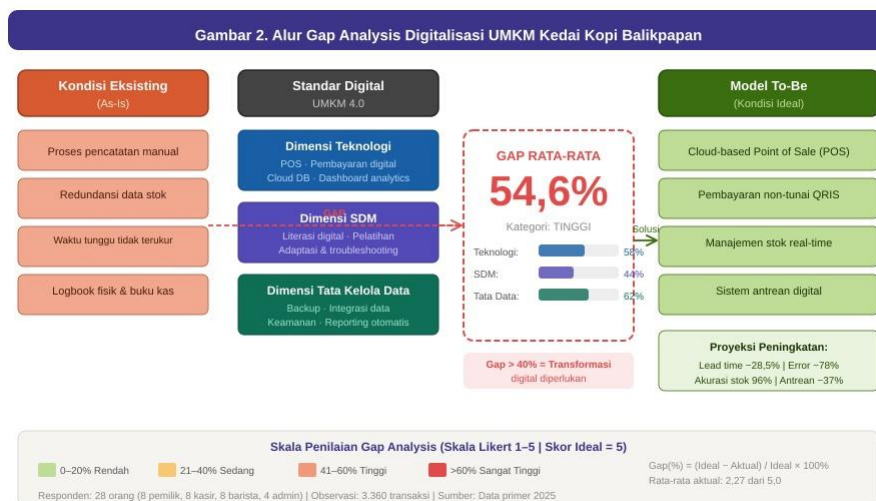 Gambar 2. Alur Gap Analysis Digitalisasi UMKM Kedai Kopi Balikpapan
Kondisi Eksisting
(As-Is)
Proses pencatatan manual
Redundansi data stok
Waktu tunggu tidak terukur
Logbook fisik & buku kas
Standar Digital
UMKM 4.0
Dimensi Teknologi
POS · Pembayaran digital
Cloud DB · Dashboard analytics
GAP
Dimensi SDM
Literasi digital · Pelatihan
Adaptasi & troubleshooting
Dimensi Tata Kelola Data
Backup · Integrasi data
Keamanan · Reporting otomatis
GAP RATA-RATA
54,6%
Kategori: TINGGI
Teknologi: 58%
SDM: 44%
Tata Data: 62%
Gap > 40% = Transformasi
digital diperlukan
Solusi
Model To-Be
(Kondisi Ideal)
Cloud-based Point of Sale (POS)
Pembayaran non-tunai QRIS
Manajemen stok real-time
Sistem antrean digital
Proyeksi Peningkatan:
Lead time −28,5% | Error −78%
Akurasi stok 96% | Antrean −37%
Skala Penilaian Gap Analysis (Skala Likert 1–5 | Skor Ideal = 5)
0–20% Rendah
21–40% Sedang
41–60% Tinggi
>60% Sangat Tinggi
Gap(%) = (Ideal − Aktual) / Ideal × 100%
Rata-rata aktual: 2,27 dari 5,0
Responden: 28 orang (8 pemilik, 8 kasir, 8 barista, 4 admin) | Observasi: 3.360 transaksi | Sumber: Data primer 2025